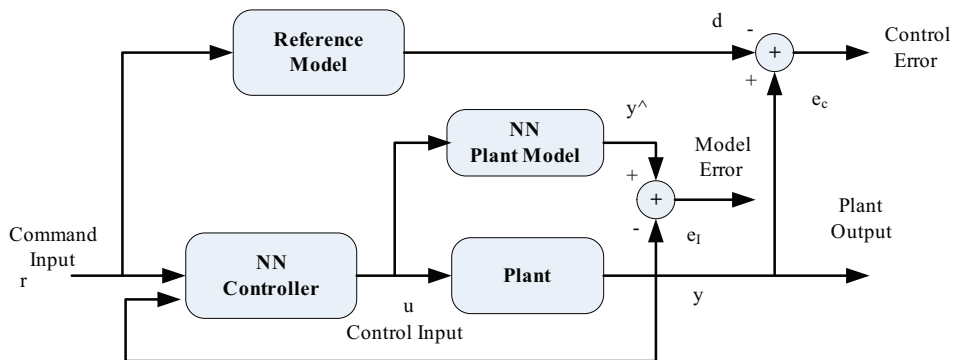 d
-
Reference
Model
+
Control
Error
+
e_c
y^
NN
Plant Model
Model
Error
+
+
-
e_I
Plant
Output
Command
Input
r
NN
Controller
Plant
u
y
Control Input